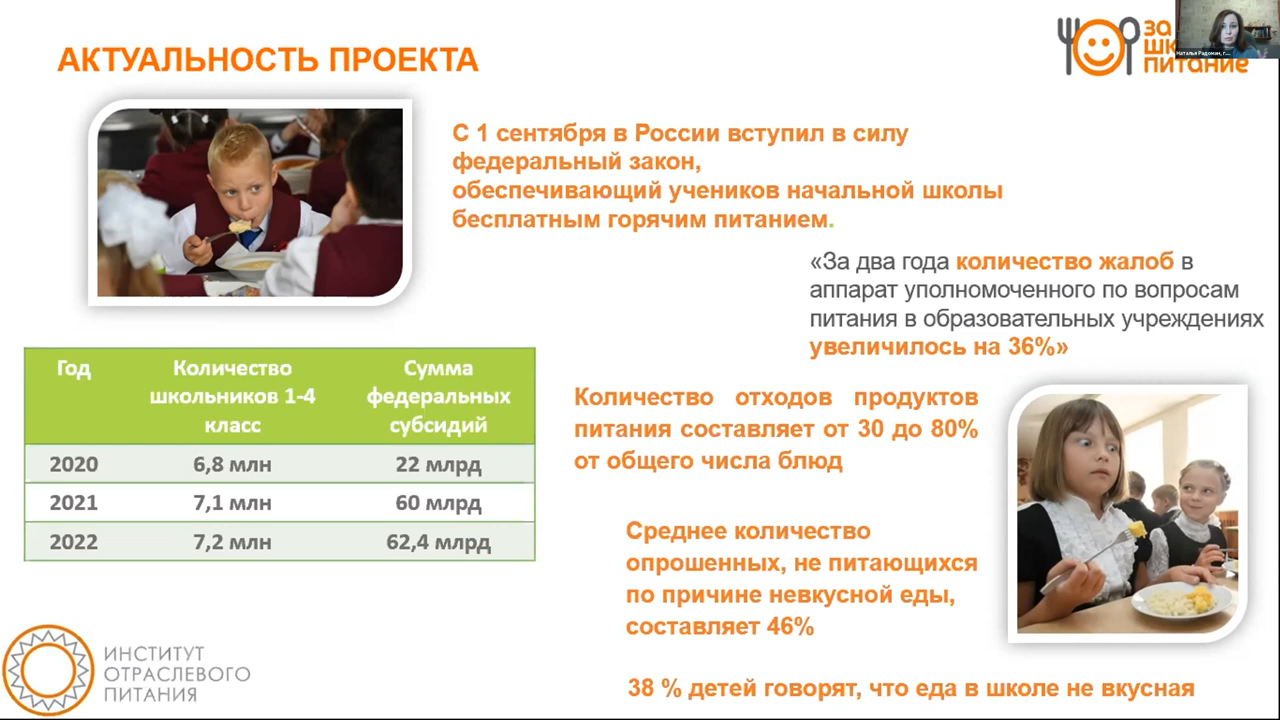 АКТУАЛЬНОСТЬ ПРОЕКТА
за
питание
Наталья Радоман, г...
С 1 сентября в России вступил в силу
федеральный закон,
обеспечивающий учеников начальной школы
бесплатным горячим питанием.
«За два года количество жалоб в
аппарат уполномоченного по вопросам
питания в образовательных учреждениях
увеличилось на 36%»
Год Количество школьников 1-4 класс Сумма федеральных субсидий
2020 6,8 млн 22 млрд
2021 7,1 млн 60 млрд
2022 7,2 млн 62,4 млрд
Количество отходов продуктов
питания составляет от 30 до 80%
от общего числа блюд
Среднее количество
опрошенных, не питающихся
по причине невкусной еды,
составляет 46%
38 % детей говорят, что еда в школе не вкусная
ИНСТИТУТ
ОТРАСЛЕВОГО
ПИТАНИЯ